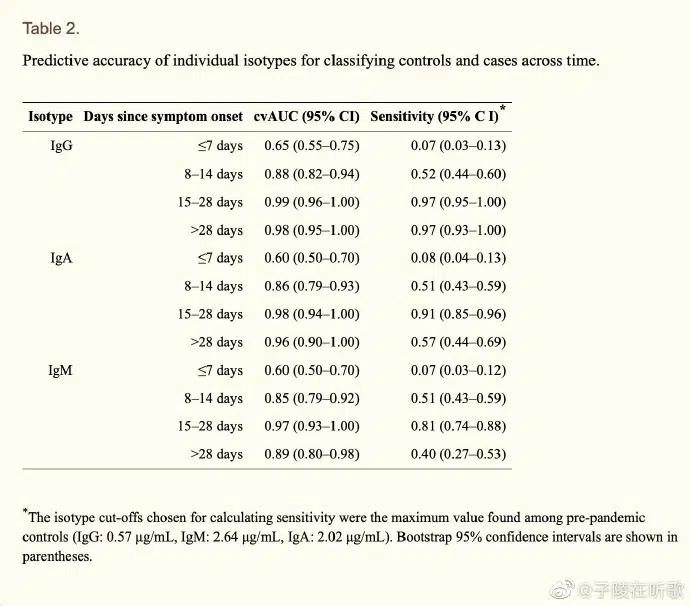 Table 2.
Predictive accuracy of individual isotypes for classifying controls and cases across time.
Isotype Days since symptom onset cvAUC (95% CI) Sensitivity (95% C I)*
IgG ≤7 days 0.65 (0.55–0.75) 0.07 (0.03–0.13)
8–14 days 0.88 (0.82–0.94) 0.52 (0.44–0.60)
15–28 days 0.99 (0.96–1.00) 0.97 (0.95–1.00)
>28 days 0.98 (0.95–1.00) 0.97 (0.93–1.00)
IgA ≤7 days 0.60 (0.50–0.70) 0.08 (0.04–0.13)
8–14 days 0.86 (0.79–0.93) 0.51 (0.43–0.59)
15–28 days 0.98 (0.94–1.00) 0.91 (0.85–0.96)
>28 days 0.96 (0.90–1.00) 0.57 (0.44–0.69)
IgM ≤7 days 0.60 (0.50–0.70) 0.07 (0.03–0.12)
8–14 days 0.85 (0.79–0.92) 0.51 (0.43–0.59)
15–28 days 0.97 (0.93–1.00) 0.81 (0.74–0.88)
>28 days 0.89 (0.80–0.98) 0.40 (0.27–0.53)
*The isotype cut-offs chosen for calculating sensitivity were the maximum value found among pre-pandemic
controls (IgG: 0.57 μg/mL, IgM: 2.64 μg/mL, IgA: 2.02 μg/mL). Bootstrap 95% confidence intervals are shown in
parentheses.
@子陵在听歌